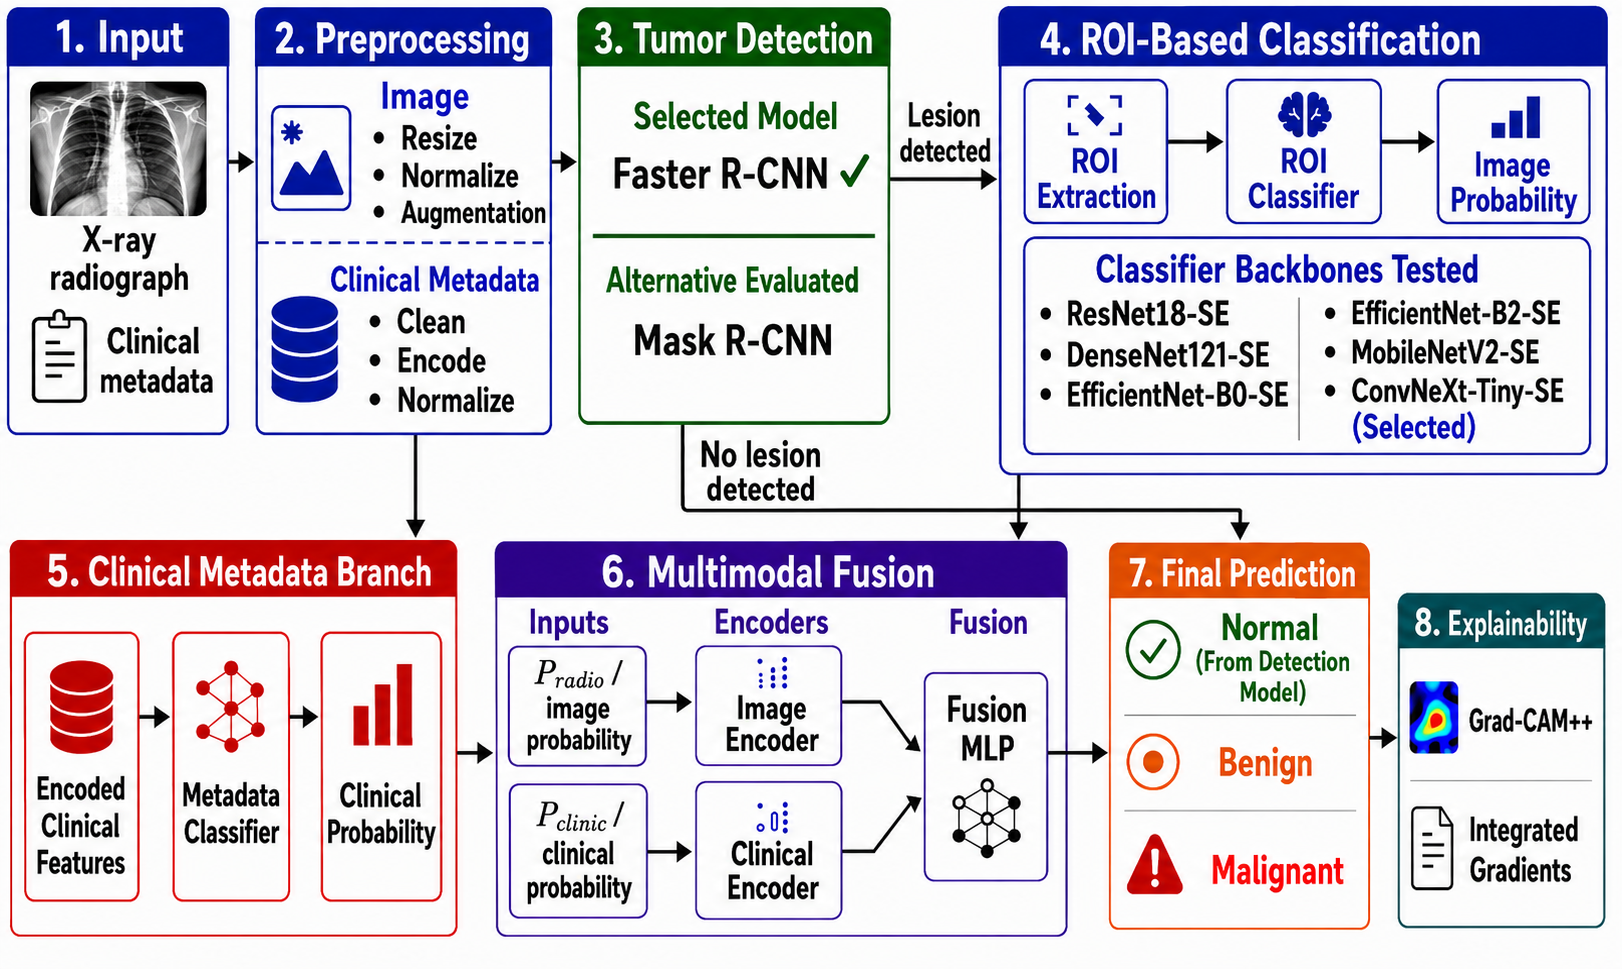 1. Input
X-ray
radiograph
Clinical
metadata
2. Preprocessing
Image
• Resize
• Normalize
• Augmentation
Clinical Metadata
• Clean
• Encode
• Normalize
3. Tumor Detection
Selected Model
Faster R-CNN ✓
Alternative Evaluated
Mask R-CNN
Lesion
detected
No lesion
detected
4. ROI-Based Classification
ROI
Extraction
ROI
Classifier
Image
Probability
Classifier Backbones Tested
• ResNet18-SE
• DenseNet121-SE
• EfficientNet-B0-SE
• EfficientNet-B2-SE
• MobileNetV2-SE
• ConvNeXt-Tiny-SE
(Selected)
5. Clinical Metadata Branch
Encoded
Clinical
Features
Metadata
Classifier
Clinical
Probability
6. Multimodal Fusion
Inputs
P_radio /
image
probability
P_clinic /
clinical
probability
Encoders
Image
Encoder
Clinical
Encoder
Fusion
Fusion
MLP
7. Final Prediction
Normal
(From Detection
Model)
Benign
Malignant
8. Explainability
Grad-CAM++
Integrated
Gradients